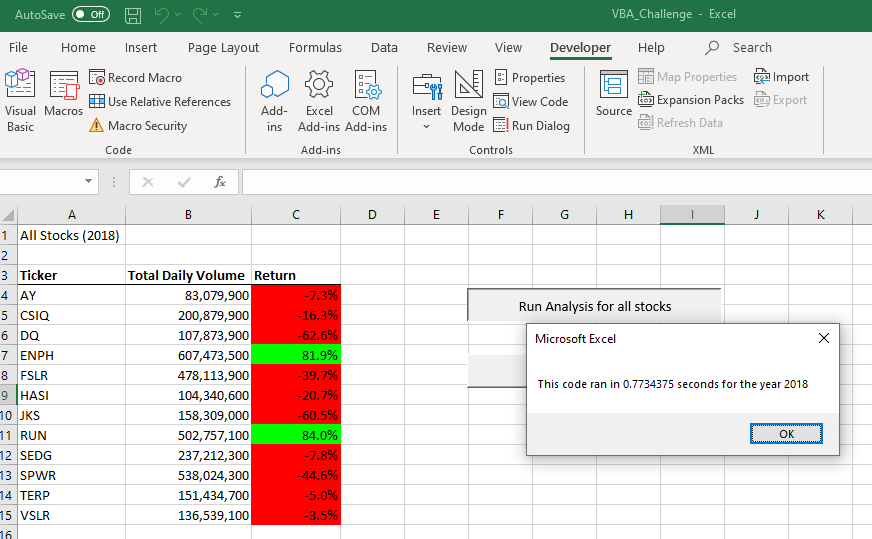 AutoSave Off VBA_Challenge - Excel
File Home Insert Page Layout Formulas Data Review View Developer Help Search
Visual Basic
Macros
Record Macro
Use Relative References
Macro Security
Code
Add-ins
Excel Add-ins
COM Add-ins
Add-ins
Insert
Design Mode
Properties
View Code
Run Dialog
Controls
Source
Map Properties
Expansion Packs
Refresh Data
Import
Export
XML
fx
A B C D E F G H I J K
1 All Stocks (2018)
2
3 Ticker Total Daily Volume Return
4 AY 83,079,900 -7.3%
5 CSIQ 200,879,900 -16.3%
6 DQ 107,873,900 -62.6%
7 ENPH 607,473,500 81.9%
8 FSLR 478,113,900 -39.7%
9 HASI 104,340,600 -20.7%
10 JKS 158,309,000 -60.5%
11 RUN 502,757,100 84.0%
12 SEDG 237,212,300 -7.8%
13 SPWR 538,024,300 -44.6%
14 TERP 151,434,700 -5.0%
15 VSLR 136,539,100 -3.5%
16
Run Analysis for all stocks
Microsoft Excel
This code ran in 0.7734375 seconds for the year 2018
OK